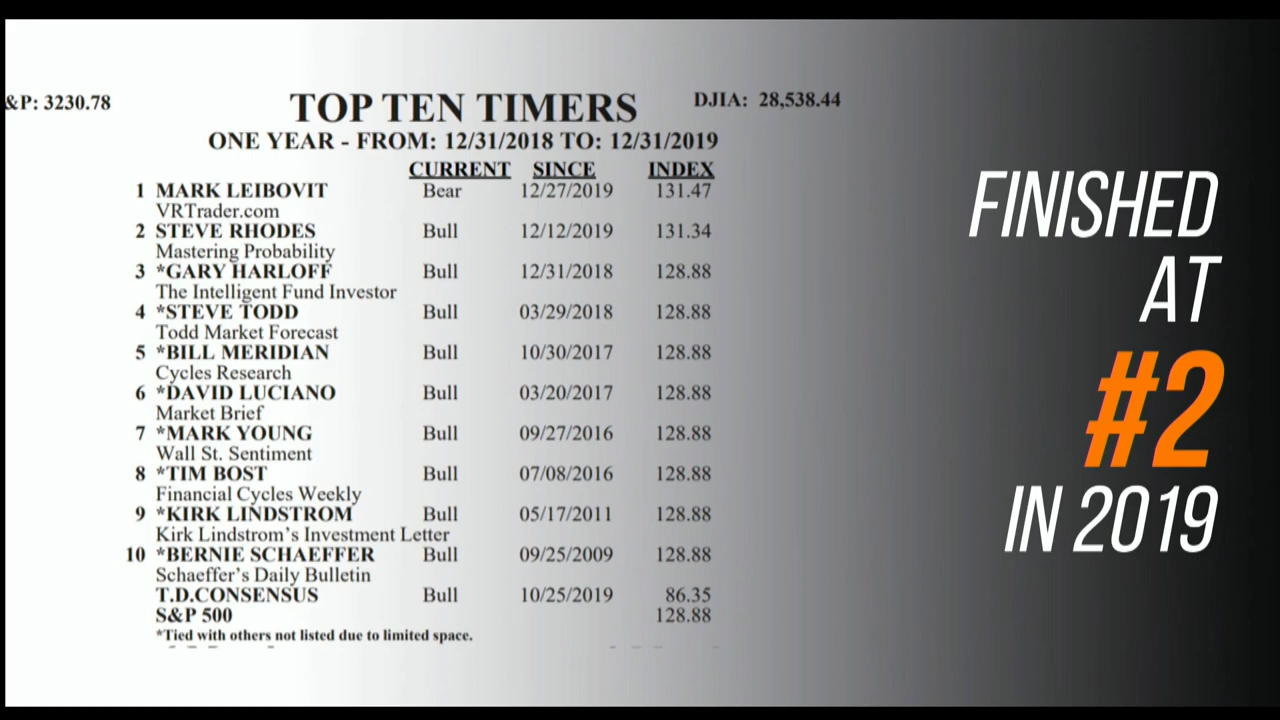 &P: 3230.78
TOP TEN TIMERS
DJIA: 28,538.44
ONE YEAR - FROM: 12/31/2018 TO: 12/31/2019
CURRENT SINCE INDEX
1 MARK LEIBOVIT Bear 12/27/2019 131.47
VRTrader.com
2 STEVE RHODES Bull 12/12/2019 131.34
Mastering Probability
3 *GARY HARLOFF Bull 12/31/2018 128.88
The Intelligent Fund Investor
4 *STEVE TODD Bull 03/29/2018 128.88
Todd Market Forecast
5 *BILL MERIDIAN Bull 10/30/2017 128.88
Cycles Research
6 *DAVID LUCIANO Bull 03/20/2017 128.88
Market Brief
7 *MARK YOUNG Bull 09/27/2016 128.88
Wall St. Sentiment
8 *TIM BOST Bull 07/08/2016 128.88
Financial Cycles Weekly
9 *KIRK LINDSTROM Bull 05/17/2011 128.88
Kirk Lindstrom's Investment Letter
10 *BERNIE SCHAEFFER Bull 09/25/2009 128.88
Schaeffer's Daily Bulletin
T.D.CONSENSUS Bull 10/25/2019 86.35
S&P 500 128.88
*Tied with others not listed due to limited space.
FINISHED
AT
#2
IN 2019